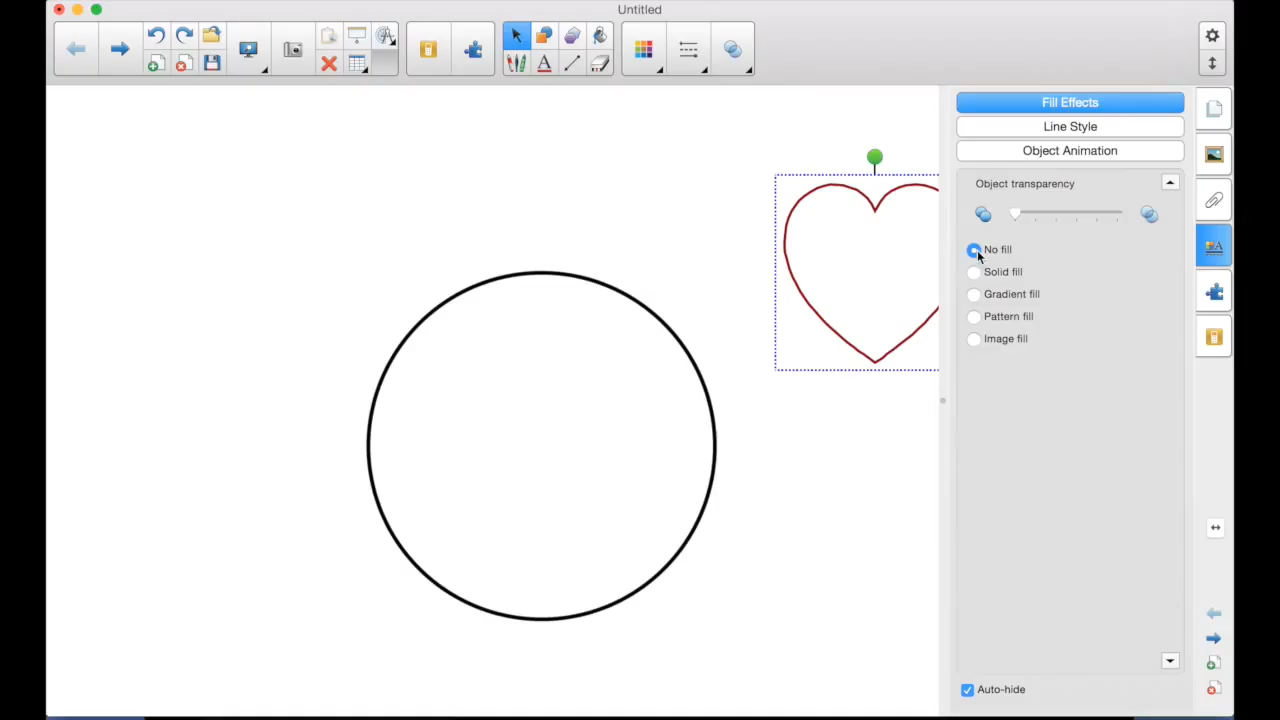 Untitled
Fill Effects
Line Style
Object Animation
Object transparency
No fill
Solid fill
Gradient fill
Pattern fill
Image fill
Auto-hide